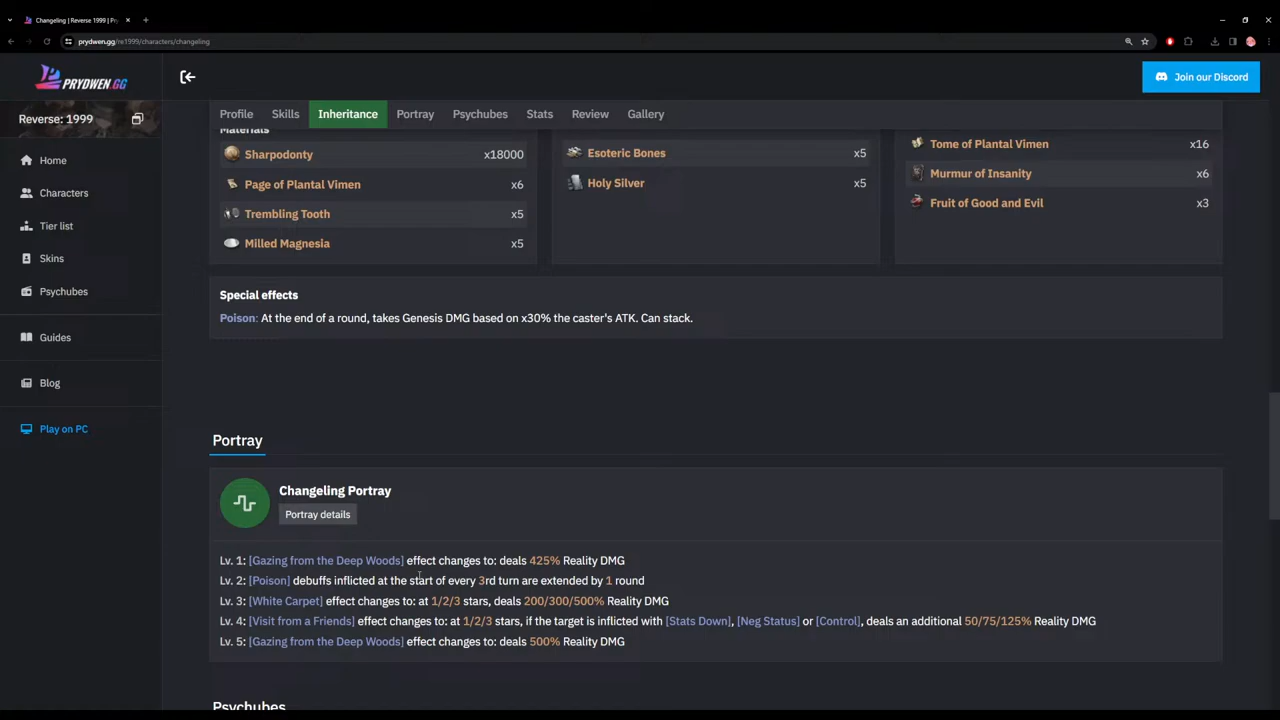 Changeling | Reverse 1999 | Pry
prydwen.gg/re1999/characters/changeling
PRYDWEN.GG
Join our Discord
Reverse: 1999
Home
Characters
Tier list
Skins
Psychubes
Guides
Blog
Play on PC
Profile Skills Inheritance Portray Psychubes Stats Review Gallery
Materials
Sharpodonty x18000
Page of Plantal Vimen x6
Trembling Tooth x5
Milled Magnesia x5
Esoteric Bones x5
Holy Silver x5
Tome of Plantal Vimen x16
Murmur of Insanity x6
Fruit of Good and Evil x3
Special effects
Poison: At the end of a round, takes Genesis DMG based on x30% the caster's ATK. Can stack.
Portray
Changeling Portray
Portray details
Lv. 1: [Gazing from the Deep Woods] effect changes to: deals 425% Reality DMG
Lv. 2: [Poison] debuffs inflicted at the start of every 3rd turn are extended by 1 round
Lv. 3: [White Carpet] effect changes to: at 1/2/3 stars, deals 200/300/500% Reality DMG
Lv. 4: [Visit from a Friends] effect changes to: at 1/2/3 stars, if the target is inflicted with [Stats Down], [Neg Status] or [Control], deals an additional 50/75/125% Reality DMG
Lv. 5: [Gazing from the Deep Woods] effect changes to: deals 500% Reality DMG
Psychubes